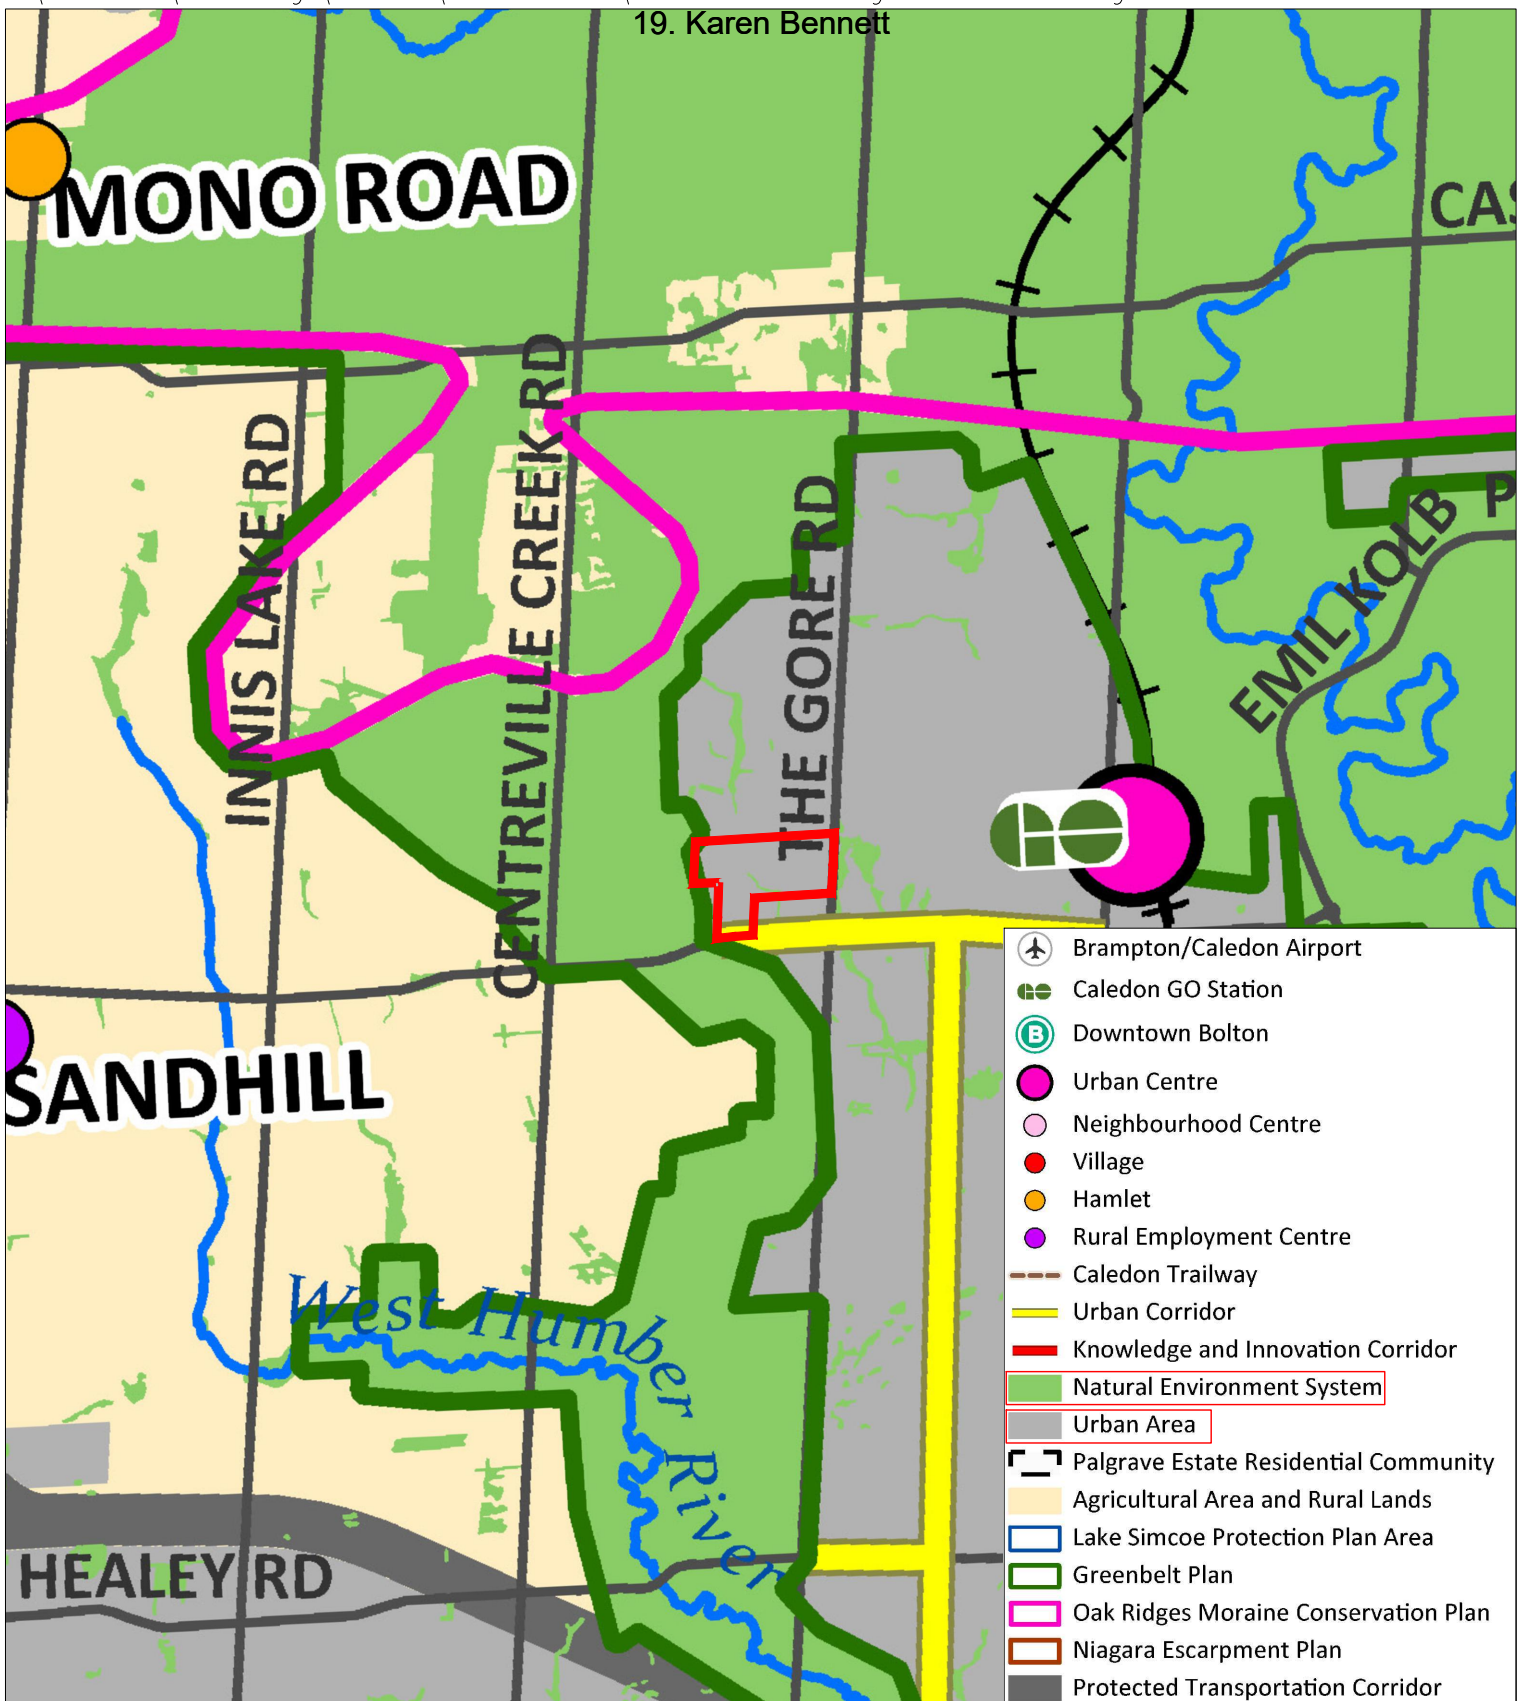 19. Karen Bennett
MONO ROAD
CAS
CENTREVILLE CREEK RD
INNIS LAKE RD
THE GORE RD
EMIL KOLB P
SANDHILL
West Humber River
HEALEY RD
Brampton/Caledon Airport
Caledon GO Station
B
Downtown Bolton
Urban Centre
Neighbourhood Centre
Village
Hamlet
Rural Employment Centre
Caledon Trailway
Urban Corridor
Knowledge and Innovation Corridor
Natural Environment System
Urban Area
Palgrave Estate Residential Community
Agricultural Area and Rural Lands
Lake Simcoe Protection Plan Area
Greenbelt Plan
Oak Ridges Moraine Conservation Plan
Niagara Escarpment Plan
Protected Transportation Corridor